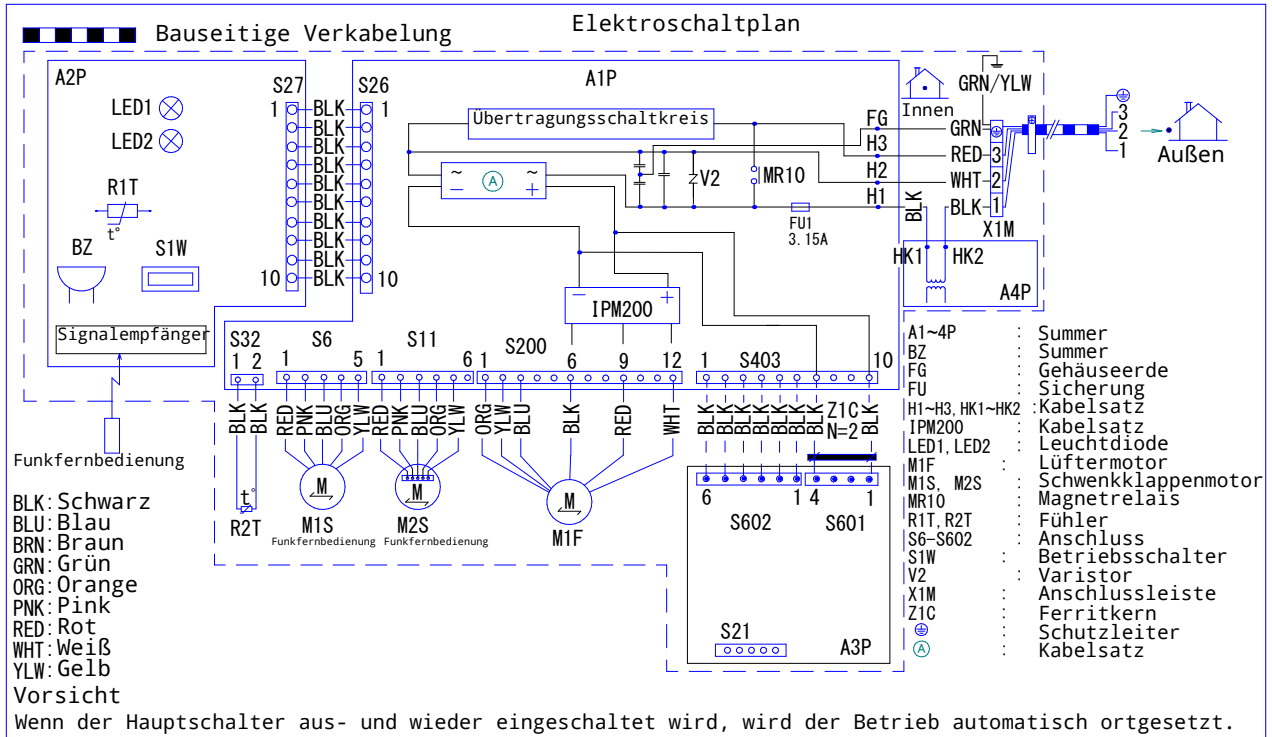 Bauseitige Verkabelung
Elektroschaltplan
A2P
LED1
LED2
R1T
t°
BZ
S1W
Signalempfänger
Funkfernbedienung
S27
S26
1
BLK
1
BLK
BLK
BLK
BLK
BLK
BLK
BLK
BLK
10
BLK
10
A1P
Übertragungsschaltkreis
~
A
~
−
+
V2
MR10
FU1
3.15A
FG
H3
H2
H1
Innen
GRN/YLW
GRN
RED 3
WHT 2
BLK 1
BLK
X1M
HK1
HK2
A4P
3
2
1
Außen
−
+
IPM200
S32
1 2
S6
1 5
S11
1 6
S200
1 6 9 12
S403
1 10
BLK
BLK
RED
PNK
BLU
ORG
YLW
RED
PNK
BLU
ORG
YLW
ORG
YLW
BLU
BLK
RED
WHT
BLK
BLK
BLK
BLK
BLK
BLK
BLK
Z1C
N=2
t°
R2T
M
M1S
Funkfernbedienung
M
M2S
Funkfernbedienung
M
M1F
6 1
4 1
S602
S601
S21
A3P
BLK: Schwarz
BLU: Blau
BRN: Braun
GRN: Grün
ORG: Orange
PNK: Pink
RED: Rot
WHT: Weiß
YLW: Gelb
A1~4P : Summer
BZ : Summer
FG : Gehäuseerde
FU : Sicherung
H1~H3, HK1~HK2 : Kabelsatz
IPM200 : Kabelsatz
LED1, LED2 : Leuchtdiode
M1F : Lüftermotor
M1S, M2S : Schwenkklappenmotor
MR10 : Magnetrelais
R1T, R2T : Fühler
S6-S602 : Anschluss
S1W : Betriebsschalter
V2 : Varistor
X1M : Anschlussleiste
Z1C : Ferritkern
: Schutzleiter
A : Kabelsatz
Vorsicht
Wenn der Hauptschalter aus- und wieder eingeschaltet wird, wird der Betrieb automatisch ortgesetzt.